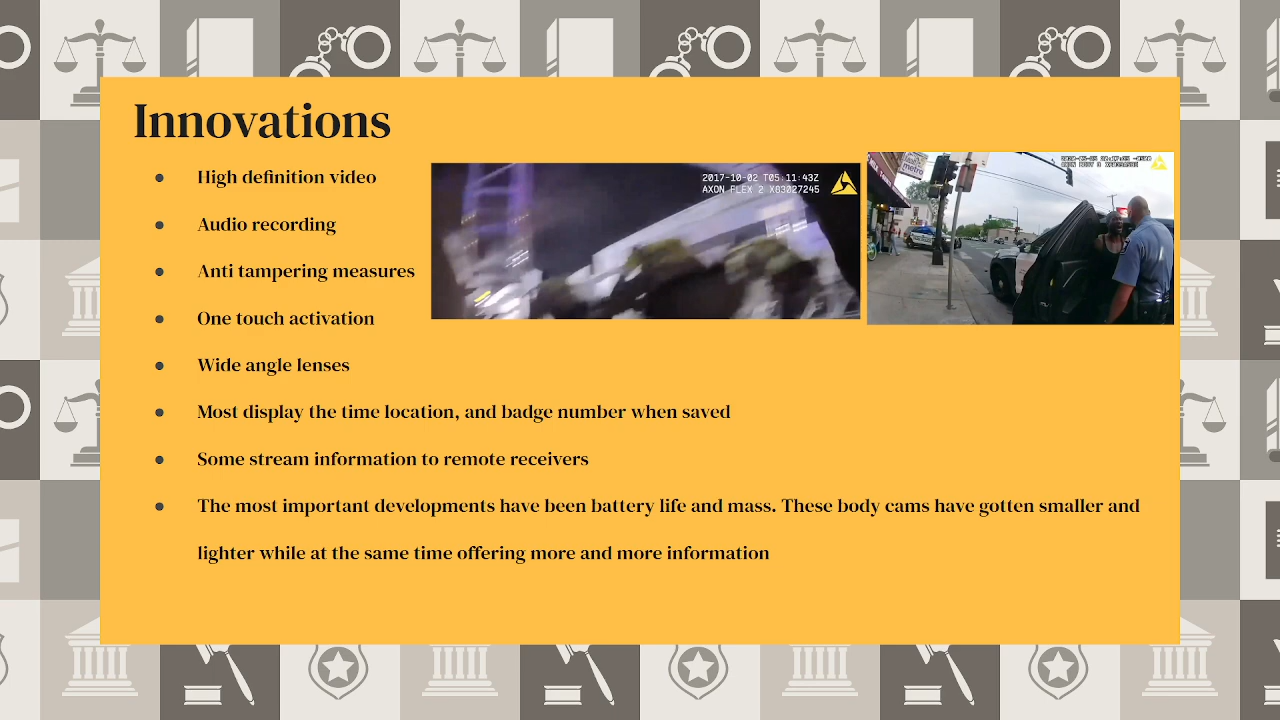 Innovations
High definition video
Audio recording
Anti tampering measures
One touch activation
Wide angle lenses
Most display the time location, and badge number when saved
Some stream information to remote receivers
The most important developments have been battery life and mass. These body cams have gotten smaller and
lighter while at the same time offering more and more information
2017-10-02 T05:11:43Z
AXON FLEX 2 X83027245